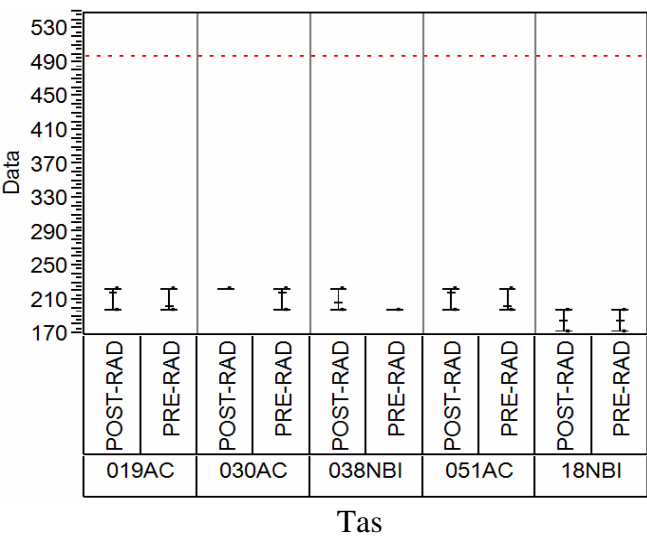 530
490
450
410
370
330
290
250
210
170
Data
POST-RAD PRE-RAD POST-RAD PRE-RAD POST-RAD PRE-RAD POST-RAD PRE-RAD POST-RAD PRE-RAD
019AC 030AC 038NBI 051AC 18NBI
Tas